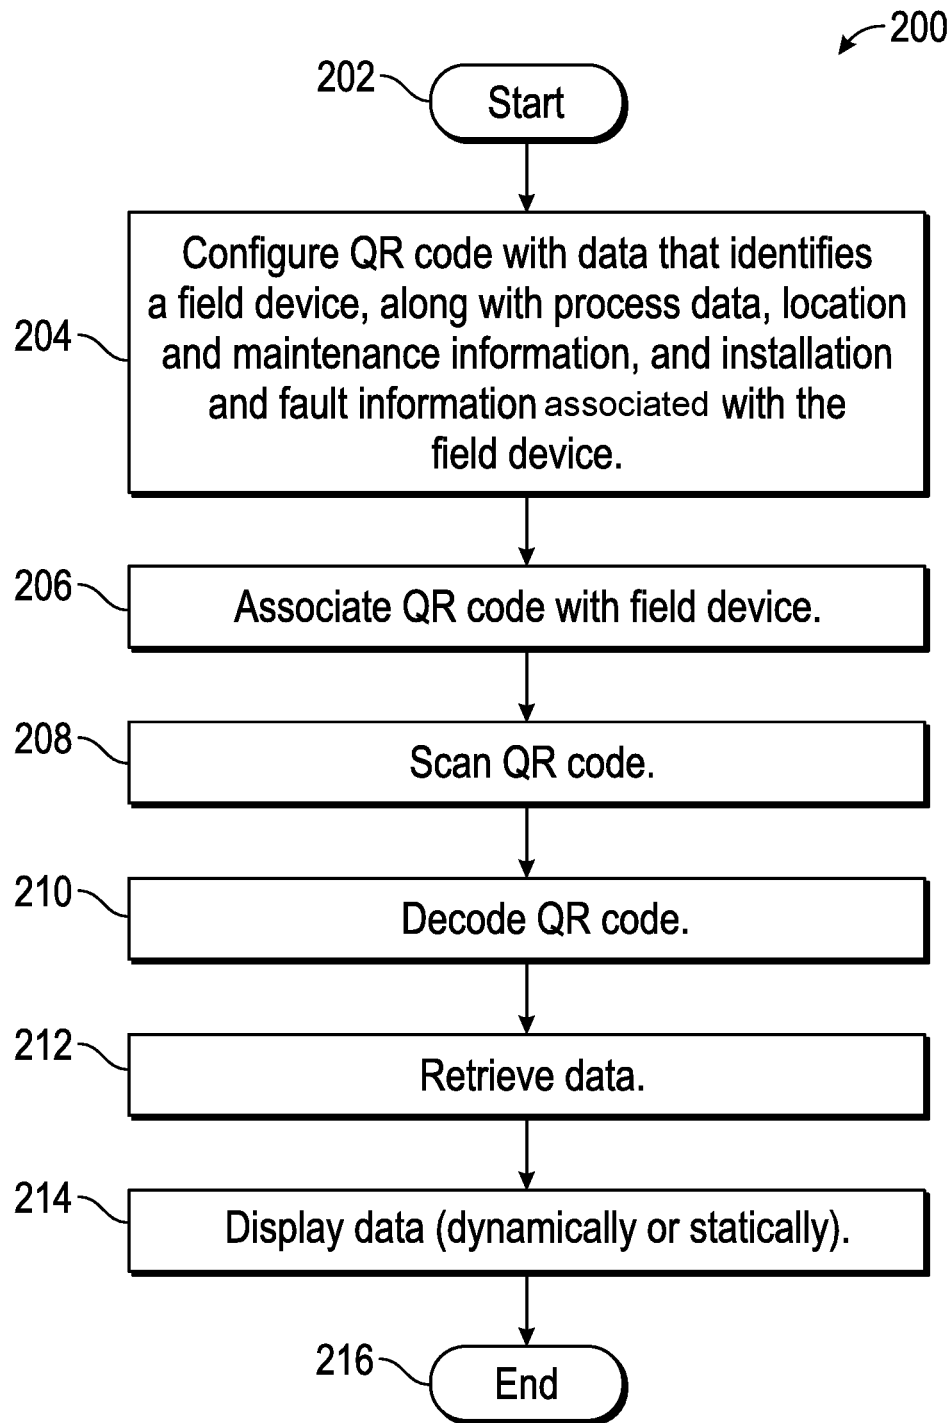 200
202
Start
204
Configure QR code with data that identifies
a field device, along with process data, location
and maintenance information, and installation
and fault information associated with the
field device.
206
Associate QR code with field device.
208
Scan QR code.
210
Decode QR code.
212
Retrieve data.
214
Display data (dynamically or statically).
216
End